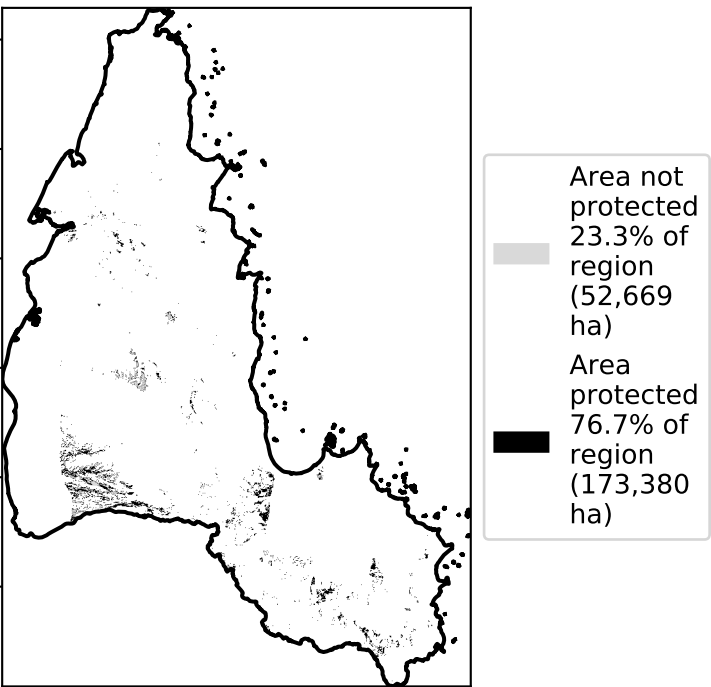 Area not
protected
23.3% of
region
(52,669
ha)
Area
protected
76.7% of
region
(173,380
ha)